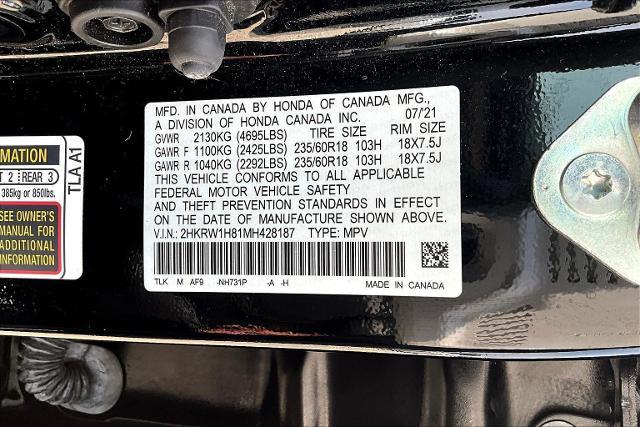 MFD. IN CANADA BY HONDA OF CANADA MFG.,
A DIVISION OF HONDA CANADA INC. 07/21
GVWR 2130KG (4695LBS) TIRE SIZE RIM SIZE
GAWR F 1100KG (2425LBS) 235/60R18 103H 18X7.5J
GAWR R 1040KG (2292LBS) 235/60R18 103H 18X7.5J
THIS VEHICLE CONFORMS TO ALL APPLICABLE
FEDERAL MOTOR VEHICLE SAFETY
AND THEFT PREVENTION STANDARDS IN EFFECT
ON THE DATE OF MANUFACTURE SHOWN ABOVE.
V.I.N.: 2HKRW1H81MH428187 TYPE: MPV
TLK M AF9 -NH731P -A -H MADE IN CANADA
MATION
2 REAR 3
385kg or 850lbs.
SEE OWNER'S
MANUAL FOR
ADDITIONAL
INFORMATION
TLA A1